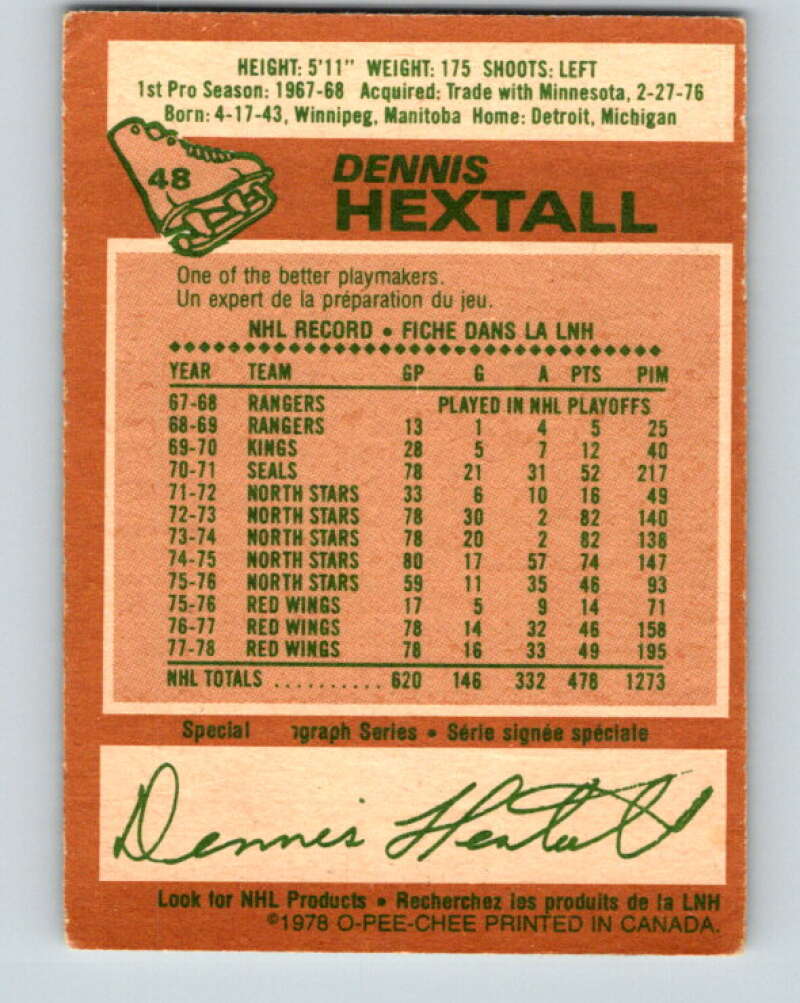 HEIGHT: 5'11" WEIGHT: 175 SHOOTS: LEFT
1st Pro Season: 1967-68 Acquired: Trade with Minnesota, 2-27-76
Born: 4-17-43, Winnipeg, Manitoba Home: Detroit, Michigan
48
DENNIS
HEXTALL
One of the better playmakers.
Un expert de la préparation du jeu.
NHL RECORD • FICHE DANS LA LNH
YEAR TEAM GP G A PTS PIM
67-68 RANGERS PLAYED IN NHL PLAYOFFS
68-69 RANGERS 13 1 4 5 25
69-70 KINGS 28 5 7 12 40
70-71 SEALS 78 21 31 52 217
71-72 NORTH STARS 33 6 10 16 49
72-73 NORTH STARS 78 30 2 82 140
73-74 NORTH STARS 78 20 2 82 138
74-75 NORTH STARS 80 17 57 74 147
75-76 NORTH STARS 59 11 35 46 93
75-76 RED WINGS 17 5 9 14 71
76-77 RED WINGS 78 14 32 46 158
77-78 RED WINGS 78 16 33 49 195
NHL TOTALS .......... 620 146 332 478 1273
Special ograph Series • Série signée spéciale
Dennis Hextall
Look for NHL Products • Recherchez les produits de la LNH
©1978 O-PEE-CHEE PRINTED IN CANADA.